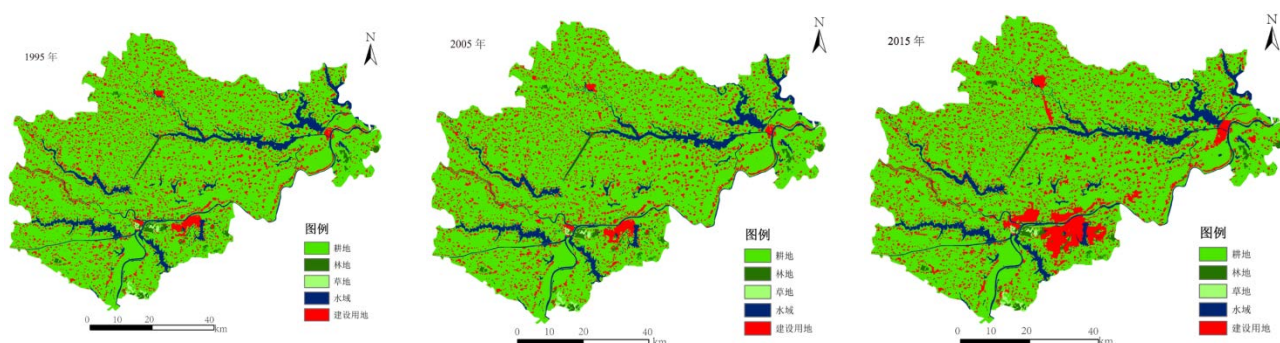 1995 年
N
图例
耕地
林地
草地
水域
建设用地
0 10 20 40
km
2005 年
N
图例
耕地
林地
草地
水域
建设用地
0 10 20 40
km
2015 年
N
图例
耕地
林地
草地
水域
建设用地
0 10 20 40
km